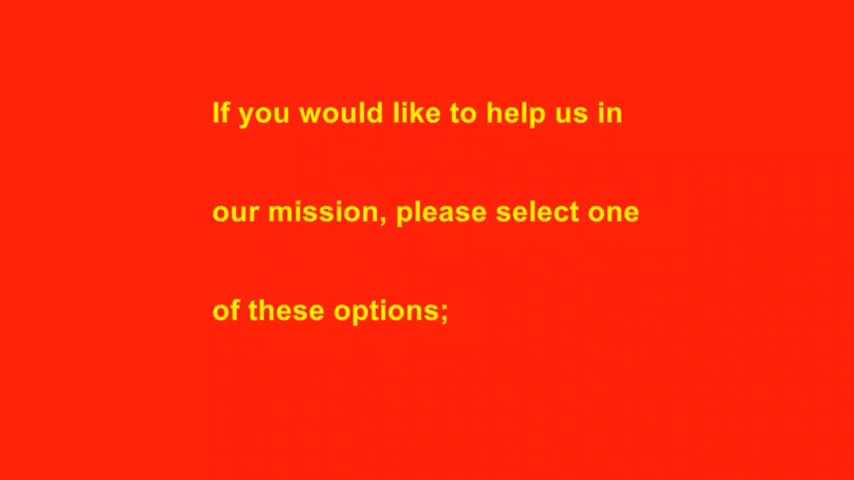 If you would like to help us in
our mission, please select one
of these options;